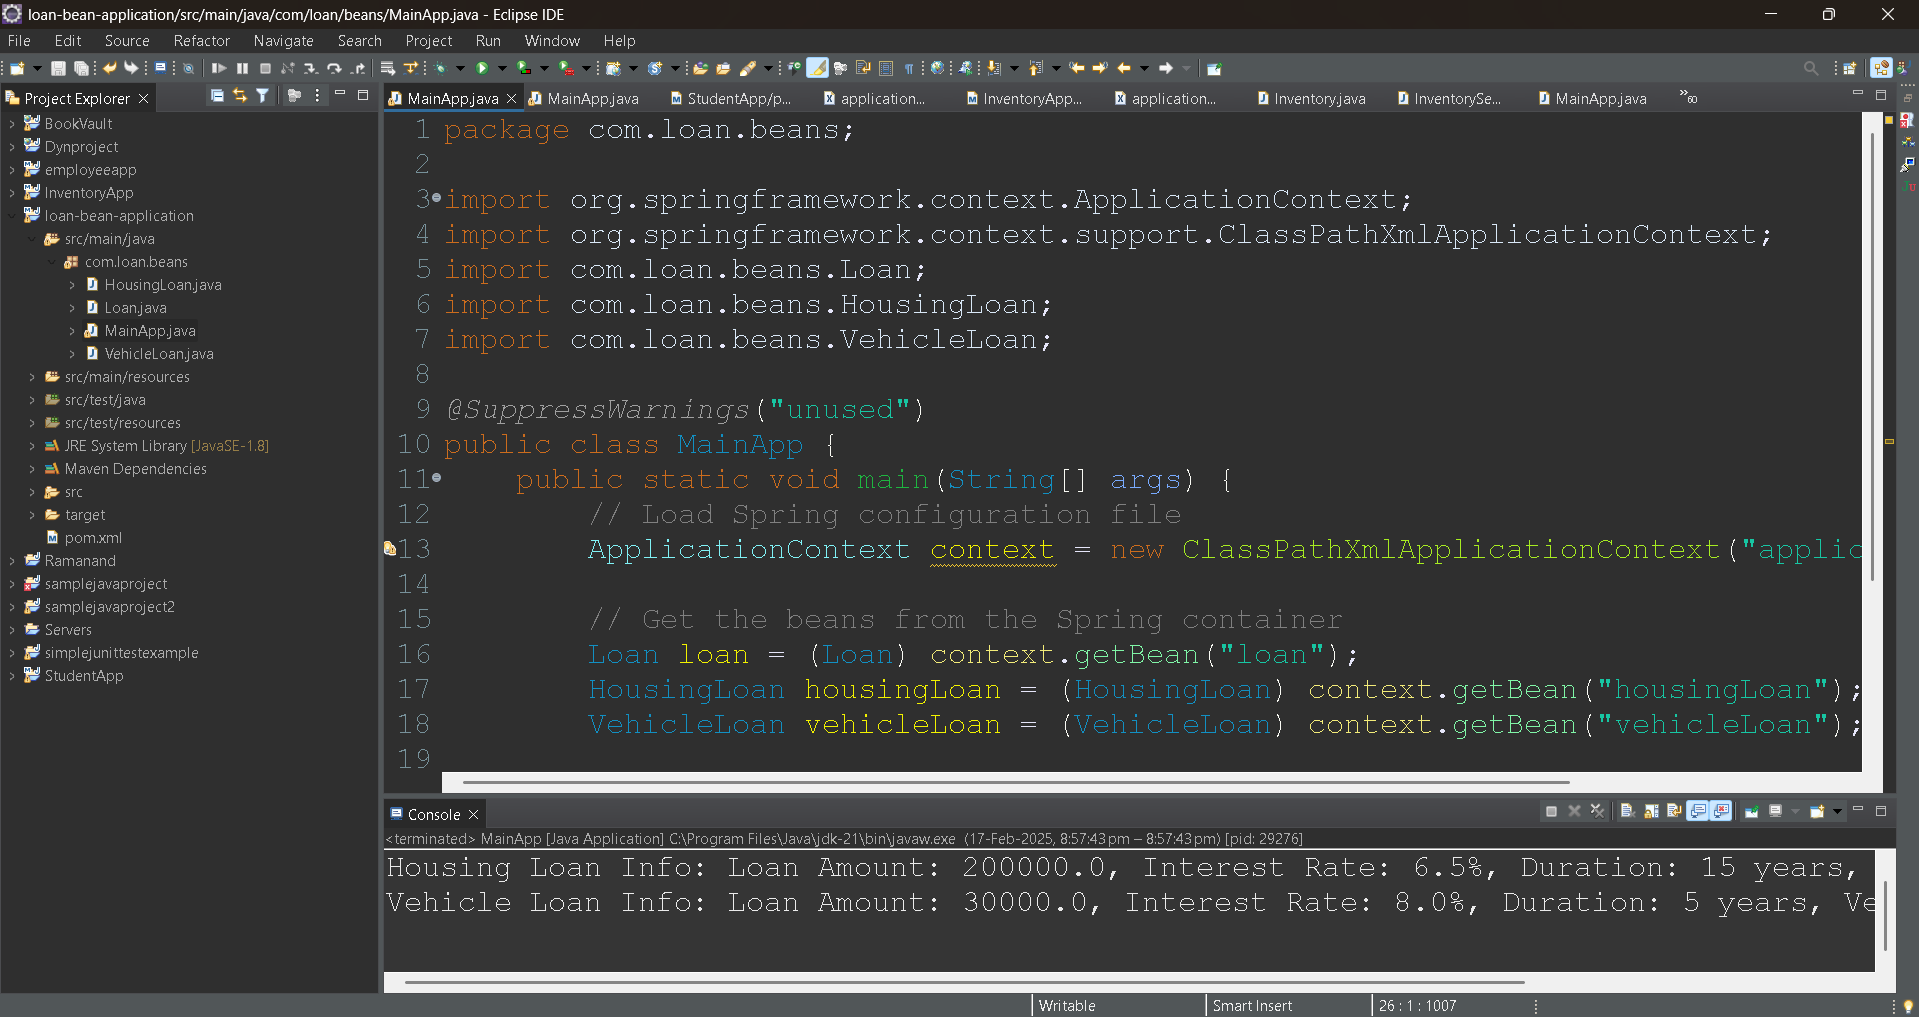 loan-bean-application/src/main/java/com/loan/beans/MainApp.java - Eclipse IDE
File Edit Source Refactor Navigate Search Project Run Window Help
Project Explorer
BookVault
Dynproject
employeeapp
InventoryApp
loan-bean-application
src/main/java
com.loan.beans
HousingLoan.java
Loan.java
MainApp.java
VehicleLoan.java
src/main/resources
src/test/java
src/test/resources
JRE System Library [JavaSE-1.8]
Maven Dependencies
src
target
pom.xml
Ramanand
samplejavaproject
samplejavaproject2
Servers
simplejunittestexample
StudentApp
MainApp.java MainApp.java StudentApp/p... application... InventoryApp... application... Inventory.java InventorySe... MainApp.java »60
1 package com.loan.beans;
2
3 import org.springframework.context.ApplicationContext;
4 import org.springframework.context.support.ClassPathXmlApplicationContext;
5 import com.loan.beans.Loan;
6 import com.loan.beans.HousingLoan;
7 import com.loan.beans.VehicleLoan;
8
9 @SuppressWarnings("unused")
10 public class MainApp {
11 public static void main(String[] args) {
12 // Load Spring configuration file
13 ApplicationContext context = new ClassPathXmlApplicationContext("applic
14
15 // Get the beans from the Spring container
16 Loan loan = (Loan) context.getBean("loan");
17 HousingLoan housingLoan = (HousingLoan) context.getBean("housingLoan");
18 VehicleLoan vehicleLoan = (VehicleLoan) context.getBean("vehicleLoan");
19
Console
<terminated> MainApp [Java Application] C:\Program Files\Java\jdk-21\bin\javaw.exe (17-Feb-2025, 8:57:43 pm – 8:57:43 pm) [pid: 29276]
Housing Loan Info: Loan Amount: 200000.0, Interest Rate: 6.5%, Duration: 15 years,
Vehicle Loan Info: Loan Amount: 30000.0, Interest Rate: 8.0%, Duration: 5 years, Ve
Writable Smart Insert 26 : 1 : 1007